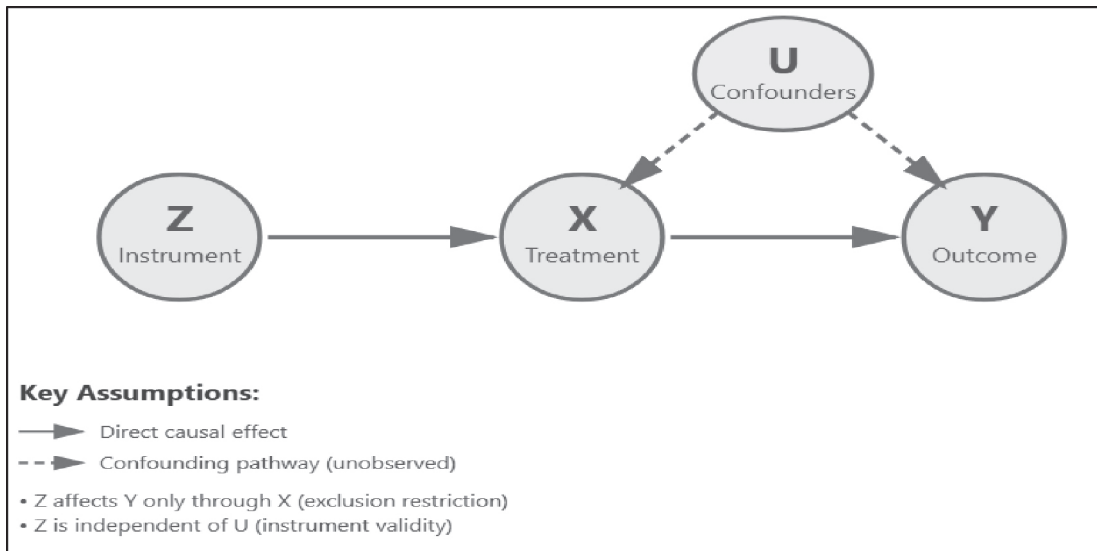 U
Confounders
Z
Instrument
X
Treatment
Y
Outcome
Key Assumptions:
Direct causal effect
Confounding pathway (unobserved)
• Z affects Y only through X (exclusion restriction)
• Z is independent of U (instrument validity)